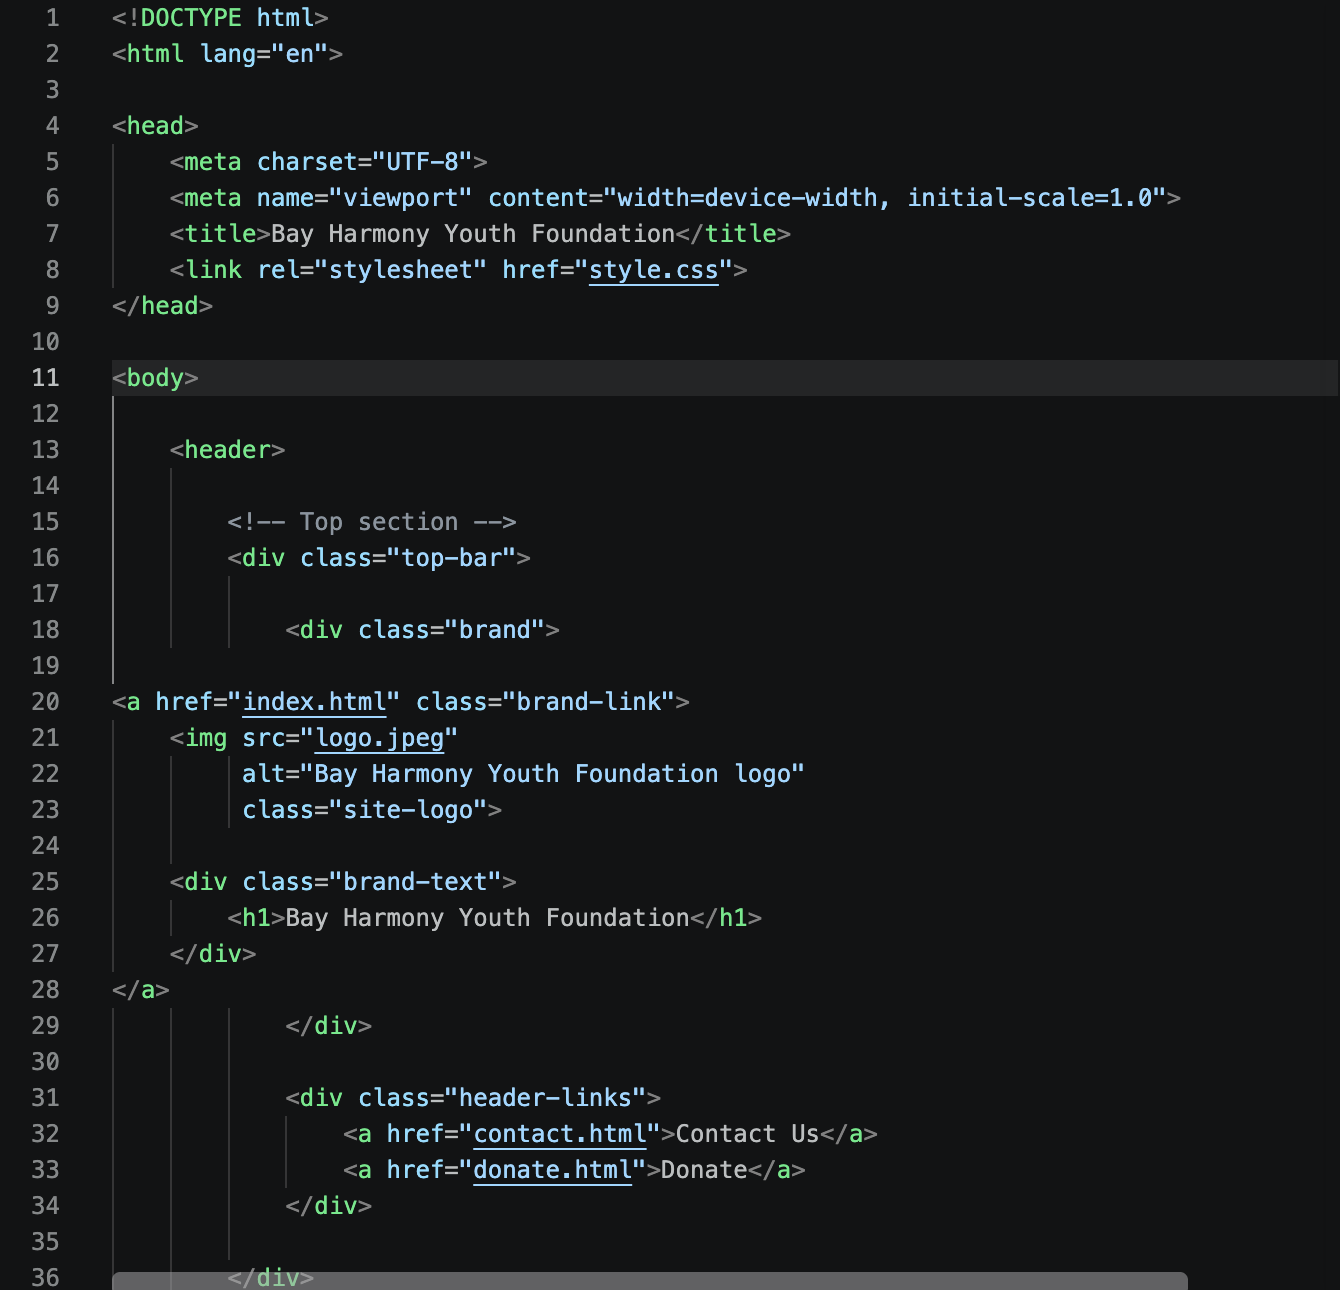 1 <!DOCTYPE html>
2 <html lang="en">
3
4 <head>
5     <meta charset="UTF-8">
6     <meta name="viewport" content="width=device-width, initial-scale=1.0">
7     <title>Bay Harmony Youth Foundation</title>
8     <link rel="stylesheet" href="style.css">
9 </head>
10
11 <body>
12
13     <header>
14
15         <!-- Top section -->
16         <div class="top-bar">
17
18             <div class="brand">
19
20 <a href="index.html" class="brand-link">
21     <img src="logo.jpeg"
22          alt="Bay Harmony Youth Foundation logo"
23          class="site-logo">
24
25     <div class="brand-text">
26         <h1>Bay Harmony Youth Foundation</h1>
27     </div>
28 </a>
29             </div>
30
31             <div class="header-links">
32                 <a href="contact.html">Contact Us</a>
33                 <a href="donate.html">Donate</a>
34             </div>
35
36         </div>